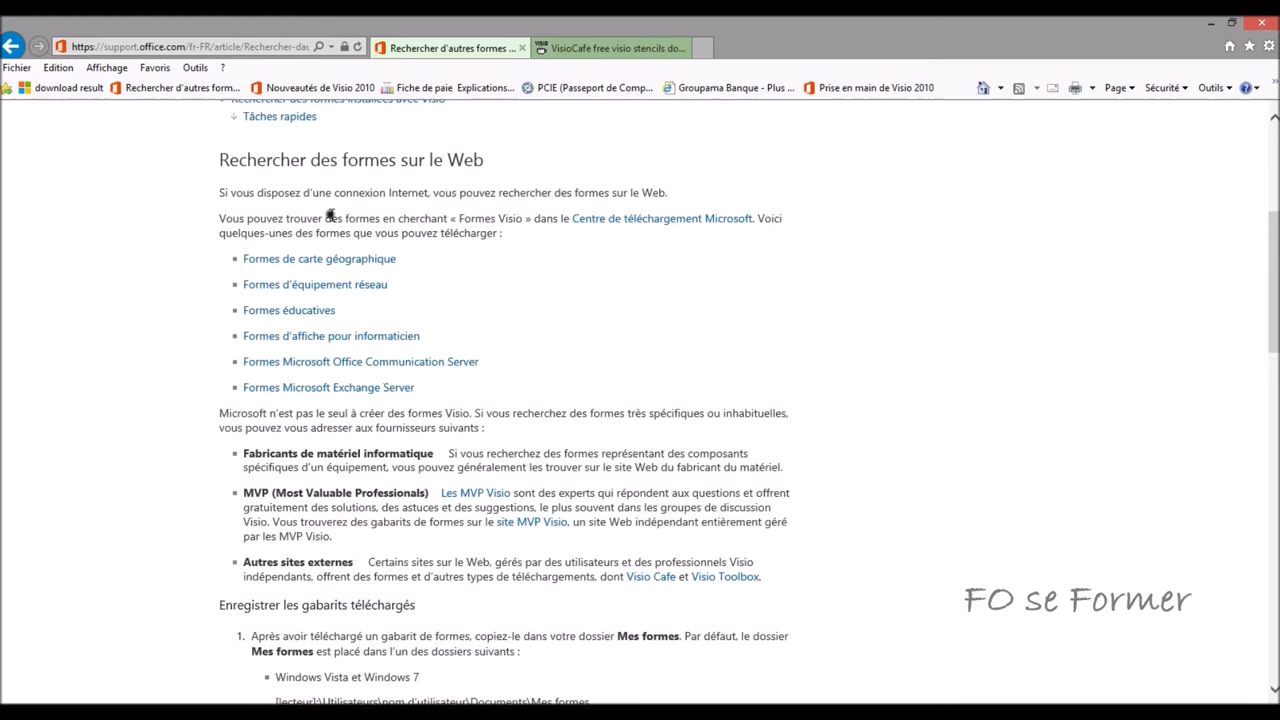 https://support.office.com/fr-FR/article/Rechercher-dau
Rechercher d'autres formes ...
VisioCafe free visio stencils do...
Fichier Edition Affichage Favoris Outils ?
download result Rechercher d'autres form... Nouveautés de Visio 2010 Fiche de paie Explications... PCIE (Passeport de Comp... Groupama Banque - Plus ... Prise en main de Visio 2010 Page Sécurité Outils
Rechercher des formes installées avec Visio
Tâches rapides
Rechercher des formes sur le Web
Si vous disposez d'une connexion Internet, vous pouvez rechercher des formes sur le Web.
Vous pouvez trouver des formes en cherchant « Formes Visio » dans le Centre de téléchargement Microsoft. Voici
quelques-unes des formes que vous pouvez télécharger :
Formes de carte géographique
Formes d'équipement réseau
Formes éducatives
Formes d'affiche pour informaticien
Formes Microsoft Office Communication Server
Formes Microsoft Exchange Server
Microsoft n'est pas le seul à créer des formes Visio. Si vous recherchez des formes très spécifiques ou inhabituelles,
vous pouvez vous adresser aux fournisseurs suivants :
Fabricants de matériel informatique Si vous recherchez des formes représentant des composants
spécifiques d'un équipement, vous pouvez généralement les trouver sur le site Web du fabricant du matériel.
MVP (Most Valuable Professionals) Les MVP Visio sont des experts qui répondent aux questions et offrent
gratuitement des solutions, des astuces et des suggestions, le plus souvent dans les groupes de discussion
Visio. Vous trouverez des gabarits de formes sur le site MVP Visio, un site Web indépendant entièrement géré
par les MVP Visio.
Autres sites externes Certains sites sur le Web, gérés par des utilisateurs et des professionnels Visio
indépendants, offrent des formes et d'autres types de téléchargements, dont Visio Cafe et Visio Toolbox.
FO se Former
Enregistrer les gabarits téléchargés
1. Après avoir téléchargé un gabarit de formes, copiez-le dans votre dossier Mes formes. Par défaut, le dossier
Mes formes est placé dans l'un des dossiers suivants :
Windows Vista et Windows 7
[lecteur]:\Utilisateurs\nom d'utilisateur\Documents\Mes formes